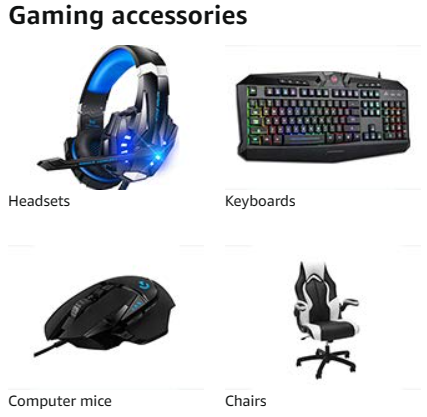 Gaming accessories
Headsets
Keyboards
Computer mice
Chairs